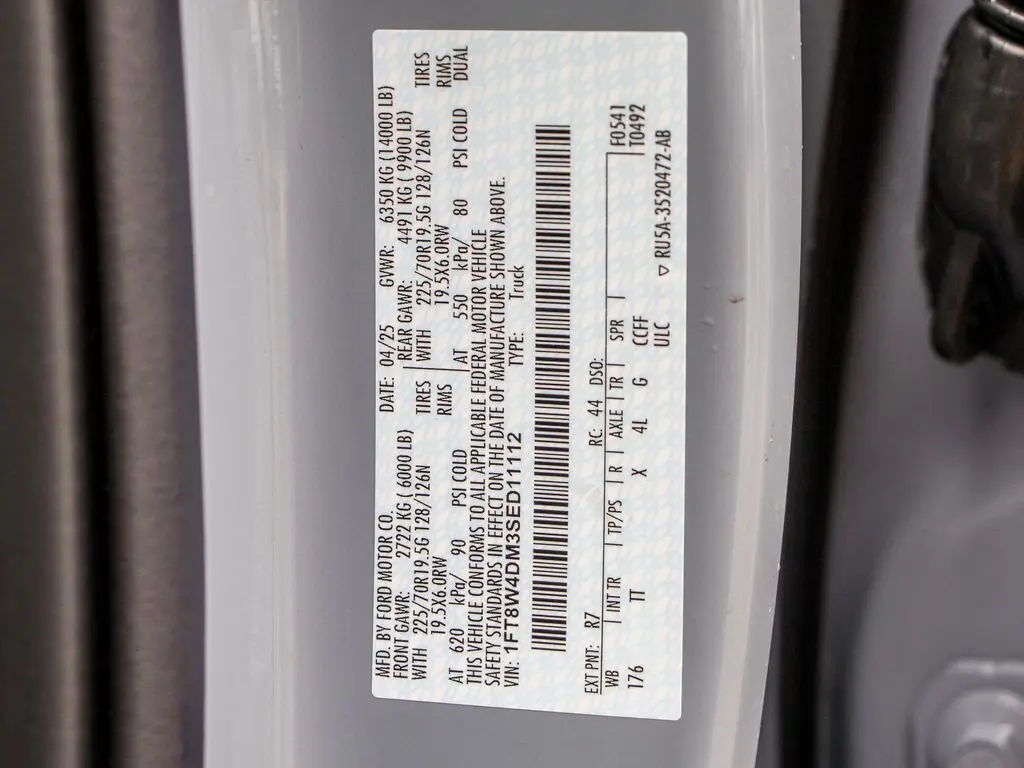 MFD. BY FORD MOTOR CO. DATE: 04/25 GVWR: 6350 KG (14000 LB)
FRONT GAWR: 2722 KG ( 6000 LB) REAR GAWR: 4491 KG ( 9900 LB)
WITH 225/70R19.5G 128/126N TIRES WITH 225/70R19.5G 128/126N TIRES
19.5X6.0RW RIMS 19.5X6.0RW RIMS
AT 620 kPa/ 90 PSI COLD AT 550 kPa/ 80 PSI COLD DUAL
THIS VEHICLE CONFORMS TO ALL APPLICABLE FEDERAL MOTOR VEHICLE
SAFETY STANDARDS IN EFFECT ON THE DATE OF MANUFACTURE SHOWN ABOVE.
VIN: 1FT8W4DM3SED11112 TYPE: Truck
EXT PNT: R7 RC: 44 DSO: F0541
WB INT TR TP/PS R AXLE TR SPR T0492
176 TT X 4L G CCFF
ULC ▽ RU5A-3520472-AB